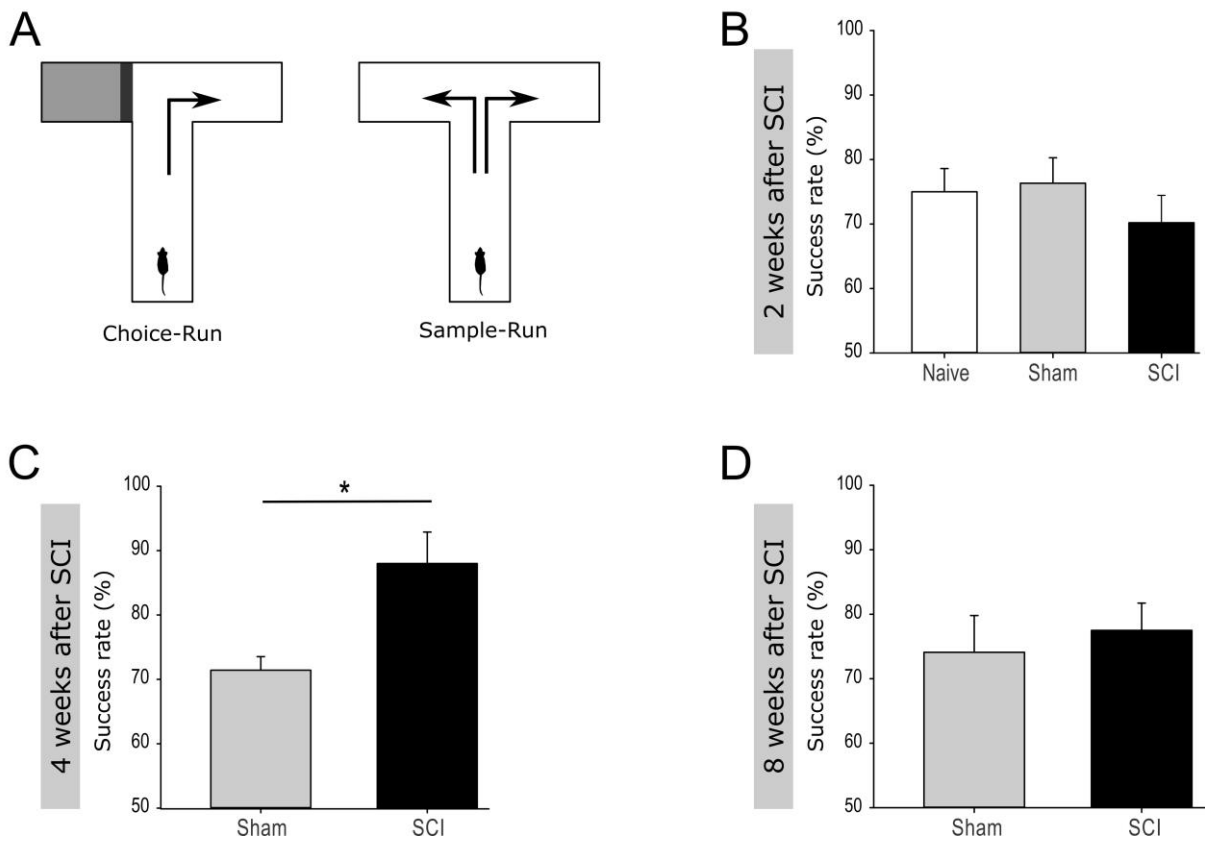 A
Choice-Run
Sample-Run
B
2 weeks after SCI
Success rate (%)
100
90
80
70
60
50
Naive Sham SCI
C
4 weeks after SCI
Success rate (%)
100
90
80
70
60
50
*
Sham SCI
D
8 weeks after SCI
Success rate (%)
100
90
80
70
60
50
Sham SCI